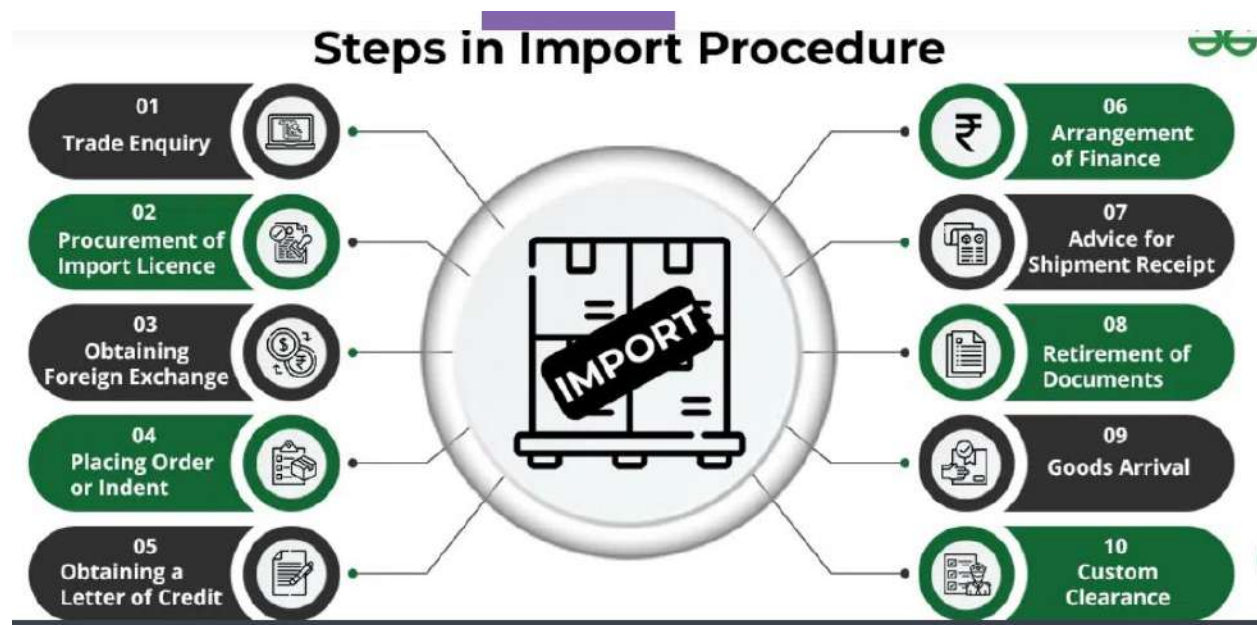 Steps in Import Procedure
01
Trade Enquiry
02
Procurement of
Import Licence
03
Obtaining
Foreign Exchange
$
₹
04
Placing Order
or Indent
05
Obtaining a
Letter of Credit
IMPORT
₹
06
Arrangement
of Finance
07
Advice for
Shipment Receipt
08
Retirement of
Documents
09
Goods Arrival
10
Custom
Clearance